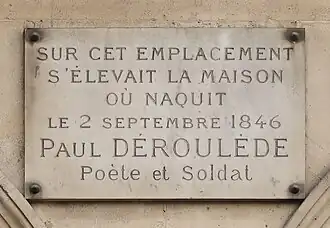 SUR CET EMPLACEMENT
S'ÉLEVAIT LA MAISON
OÙ NAQUIT
LE 2 SEPTEMBRE 1846
PAUL DÉROULÈDE
Poète et Soldat